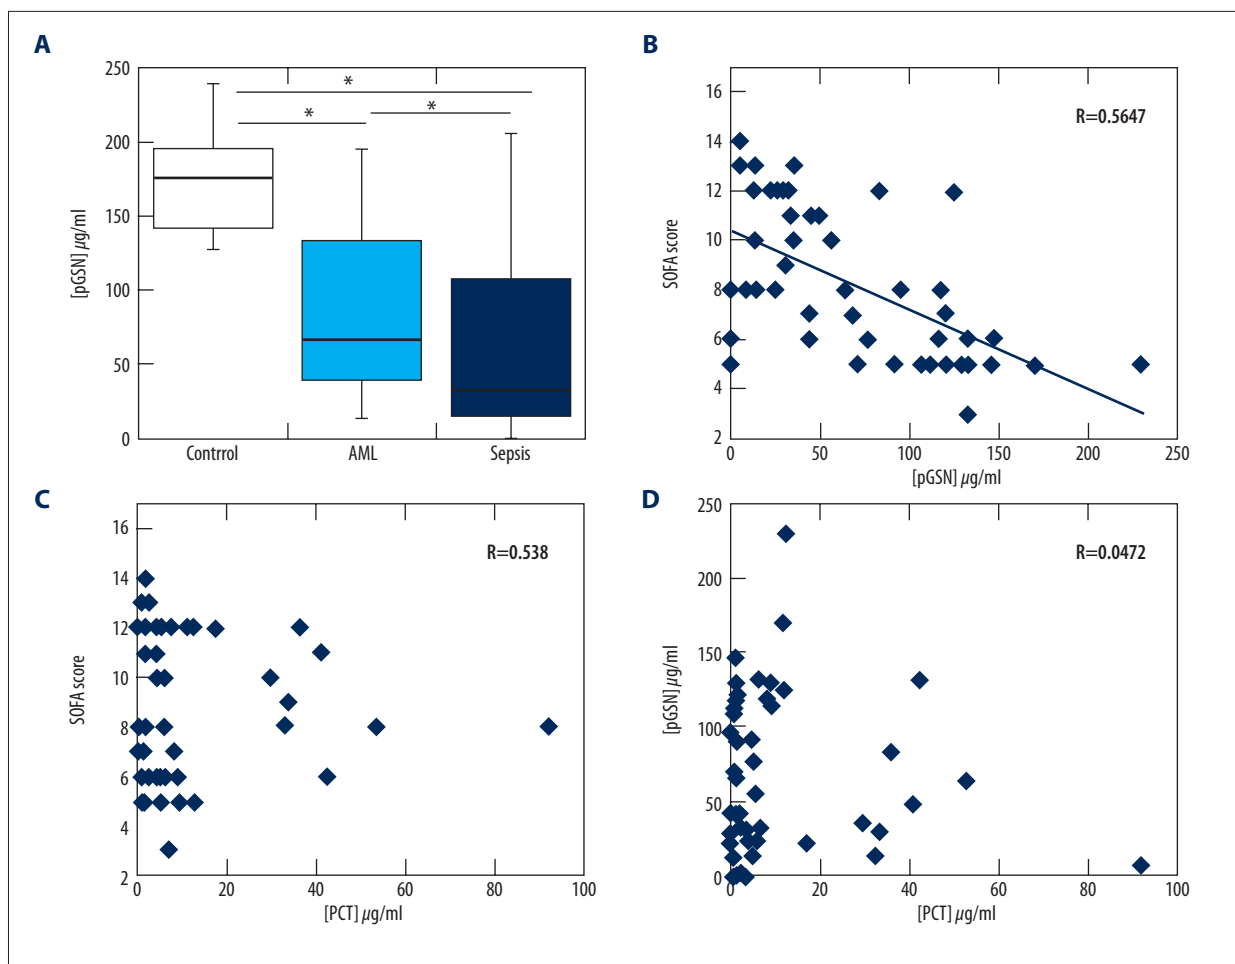 A
[pGSN] µg/ml
250
200
150
100
50
0
*
*
*
Contrrol
AML
Sepsis
B
SOFA score
16
14
12
10
8
6
4
2
R=0.5647
0
50
100
150
200
250
[pGSN] µg/ml
C
SOFA score
16
14
12
10
8
6
4
2
R=0.538
0
20
40
60
80
100
[PCT] µg/ml
D
[pGSN] µg/ml
250
200
150
100
50
0
R=0.0472
0
20
40
60
80
100
[PCT] µg/ml